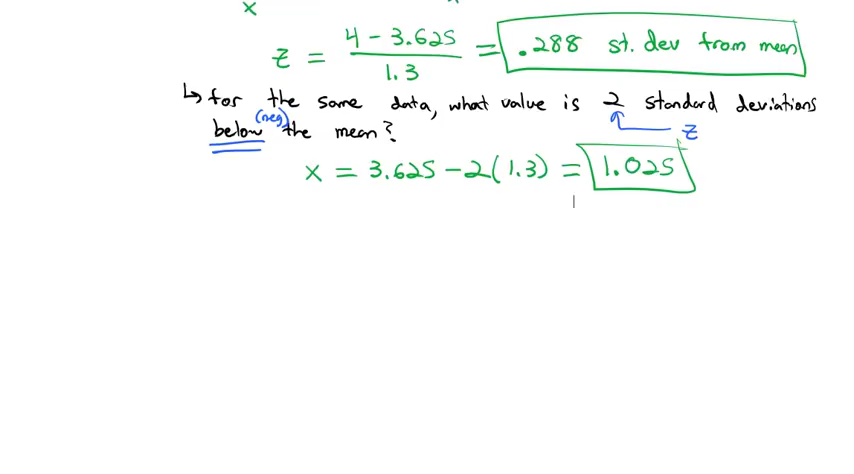 x
z = 4 - 3.625 / 1.3 = .288 st. dev from mean
↳ for the same data, what value is 2 standard deviations
below (neg) the mean? z
x = 3.625 - 2(1.3) = 1.025